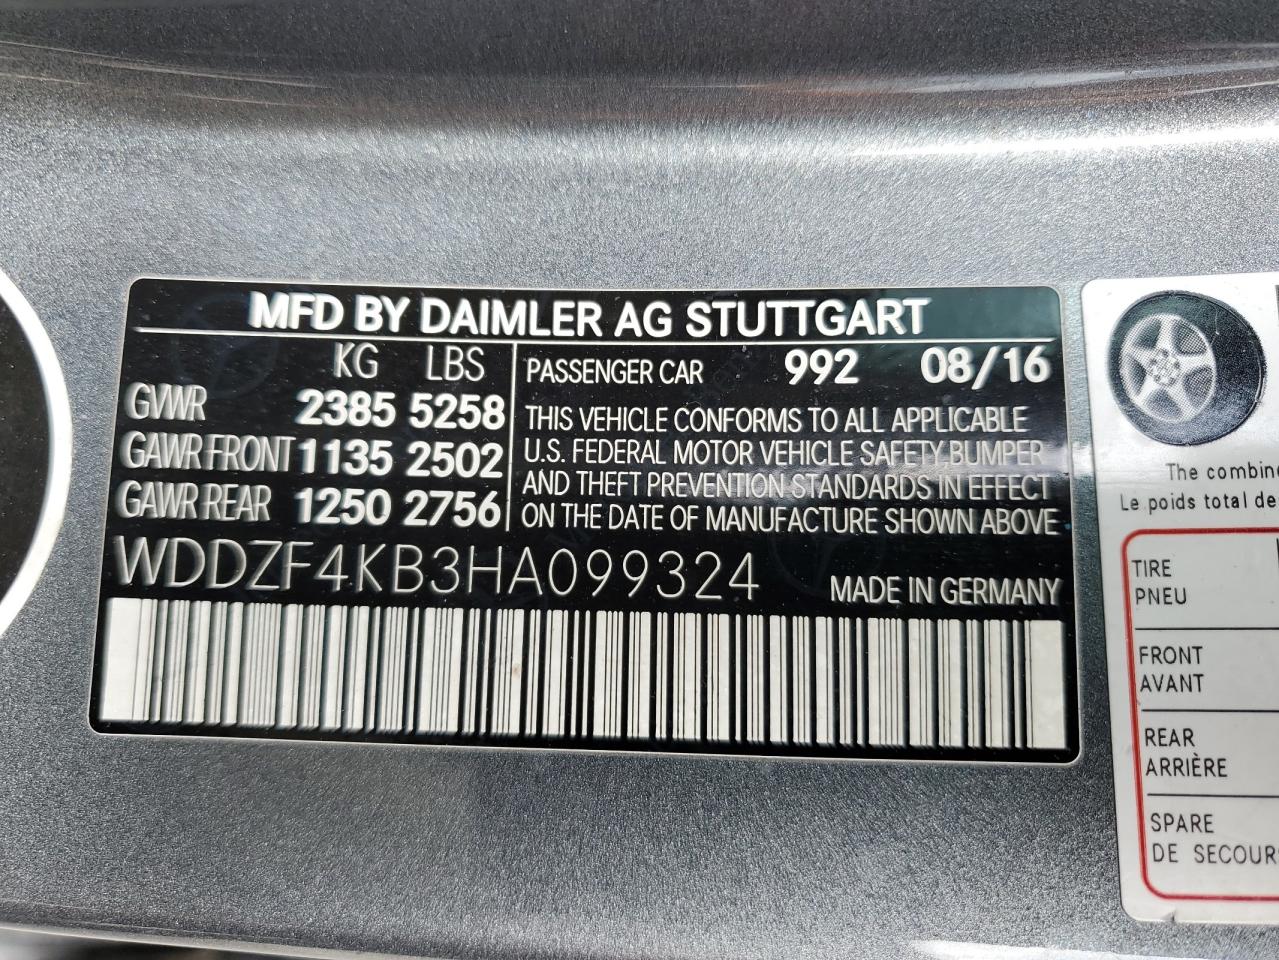 MFD BY DAIMLER AG STUTTGART
KG LBS
GVWR 2385 5258
GAWR FRONT 1135 2502
GAWR REAR 1250 2756
PASSENGER CAR 992 08/16
THIS VEHICLE CONFORMS TO ALL APPLICABLE
U.S. FEDERAL MOTOR VEHICLE SAFETY,BUMPER
AND THEFT PREVENTION STANDARDS IN EFFECT
ON THE DATE OF MANUFACTURE SHOWN ABOVE
WDDZF4KB3HA099324
MADE IN GERMANY
The combine
Le poids total de
TIRE
PNEU
FRONT
AVANT
REAR
ARRIÈRE
SPARE
DE SECOUR